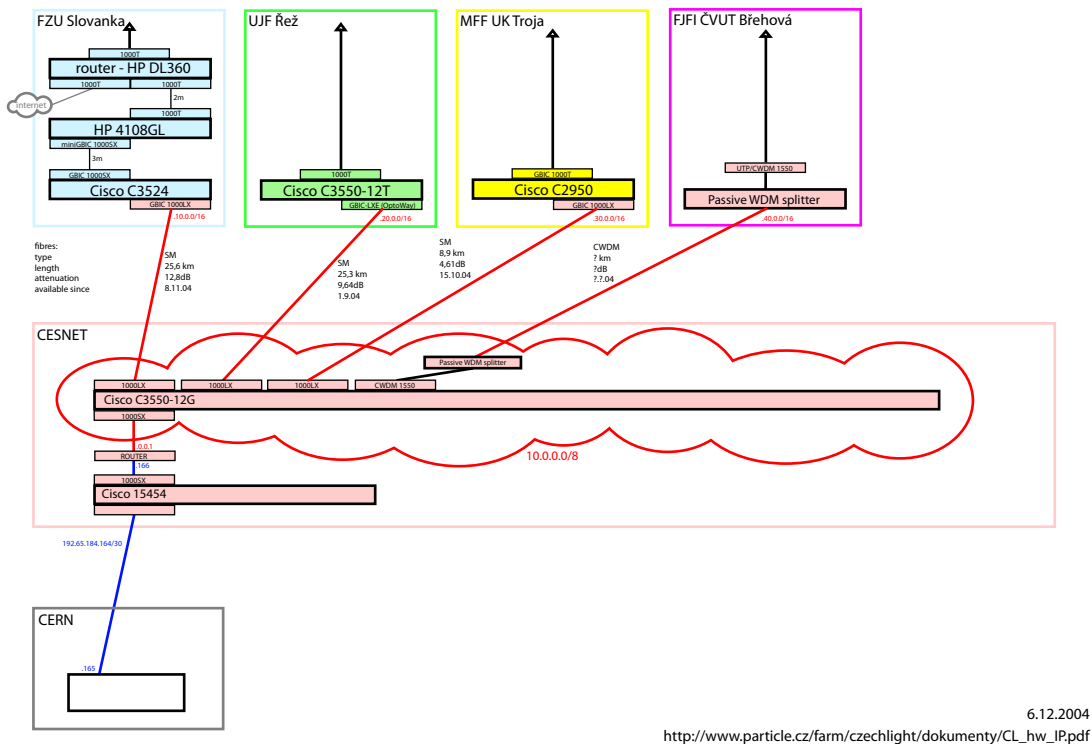 FZU Slovanka
1000T
router - HP DL360
1000T
1000T
internet
2m
1000T
HP 4108GL
miniGBIC 1000SX
3m
GBIC 1000SX
Cisco C3524
GBIC 1000LX
.10.0.0/16
UJF Řež
1000T
Cisco C3550-12T
GBIC-LXE (OptoWay)
.20.0.0/16
MFF UK Troja
GBIC 1000T
Cisco C2950
GBIC 1000LX
.30.0.0/16
FJFI ČVUT Břehová
UTP/CWDM 1550
Passive WDM splitter
.40.0.0/16
fibres:
type
length
attenuation
available since
SM
25,6 km
12,8dB
8.11.04
SM
25,3 km
9,64dB
1.9.04
SM
8,9 km
4,61dB
15.10.04
CWDM
? km
?dB
?.?.04
CESNET
Passive WDM splitter
1000LX
1000LX
1000LX
CWDM 1550
Cisco C3550-12G
1000SX
.0.0.1
ROUTER
.166
10.0.0.0/8
1000SX
Cisco 15454
192.65.184.164/30
CERN
.165
6.12.2004
http://www.particle.cz/farm/czechlight/dokumenty/CL_hw_IP.pdf